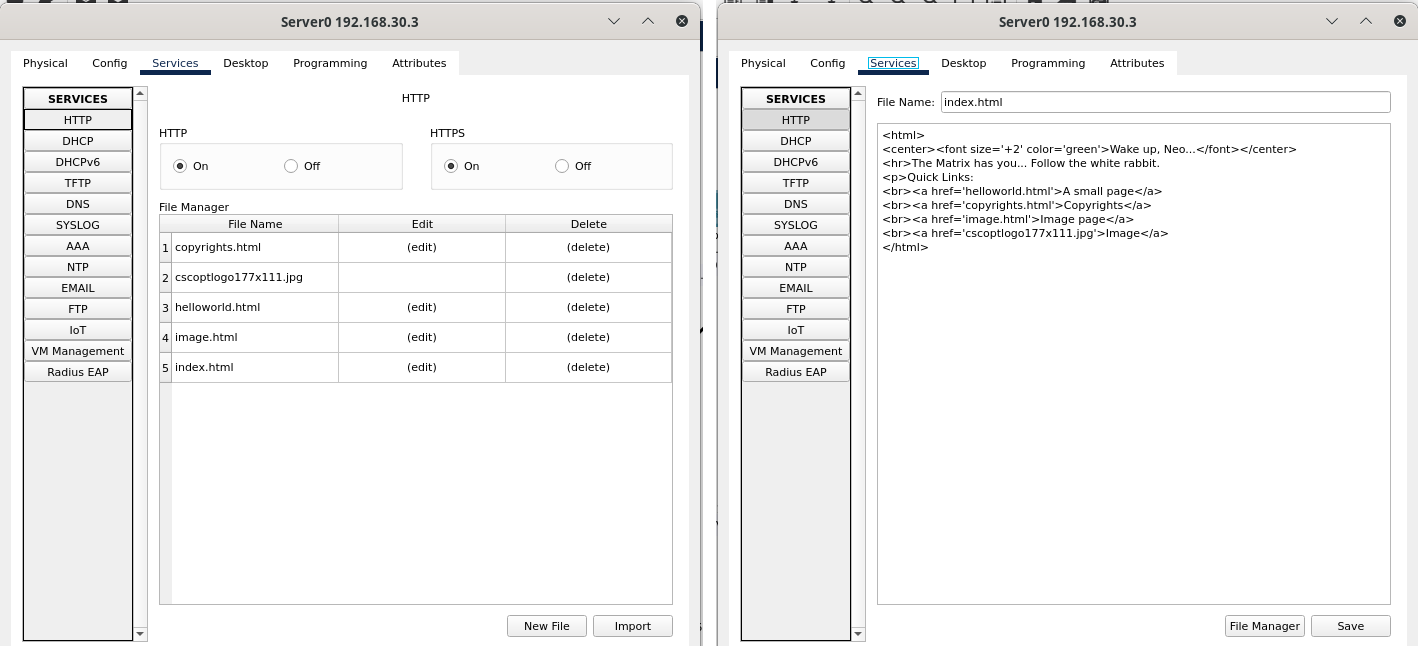 Server0 192.168.30.3
Physical Config Services Desktop Programming Attributes
SERVICES
HTTP
DHCP
DHCPv6
TFTP
DNS
SYSLOG
AAA
NTP
EMAIL
FTP
IoT
VM Management
Radius EAP
HTTP
HTTP HTTPS
On Off On Off
File Manager
File Name Edit Delete
1 copyrights.html (edit) (delete)
2 cscoptlogo177x111.jpg (delete)
3 helloworld.html (edit) (delete)
4 image.html (edit) (delete)
5 index.html (edit) (delete)
New File Import
Server0 192.168.30.3
Physical Config Services Desktop Programming Attributes
SERVICES
HTTP
DHCP
DHCPv6
TFTP
DNS
SYSLOG
AAA
NTP
EMAIL
FTP
IoT
VM Management
Radius EAP
File Name: index.html
<html>
<center><font size='+2' color='green'>Wake up, Neo...</font></center>
<hr>The Matrix has you... Follow the white rabbit.
<p>Quick Links:
<br><a href='helloworld.html'>A small page</a>
<br><a href='copyrights.html'>Copyrights</a>
<br><a href='image.html'>Image page</a>
<br><a href='cscoptlogo177x111.jpg'>Image</a>
</html>
File Manager Save